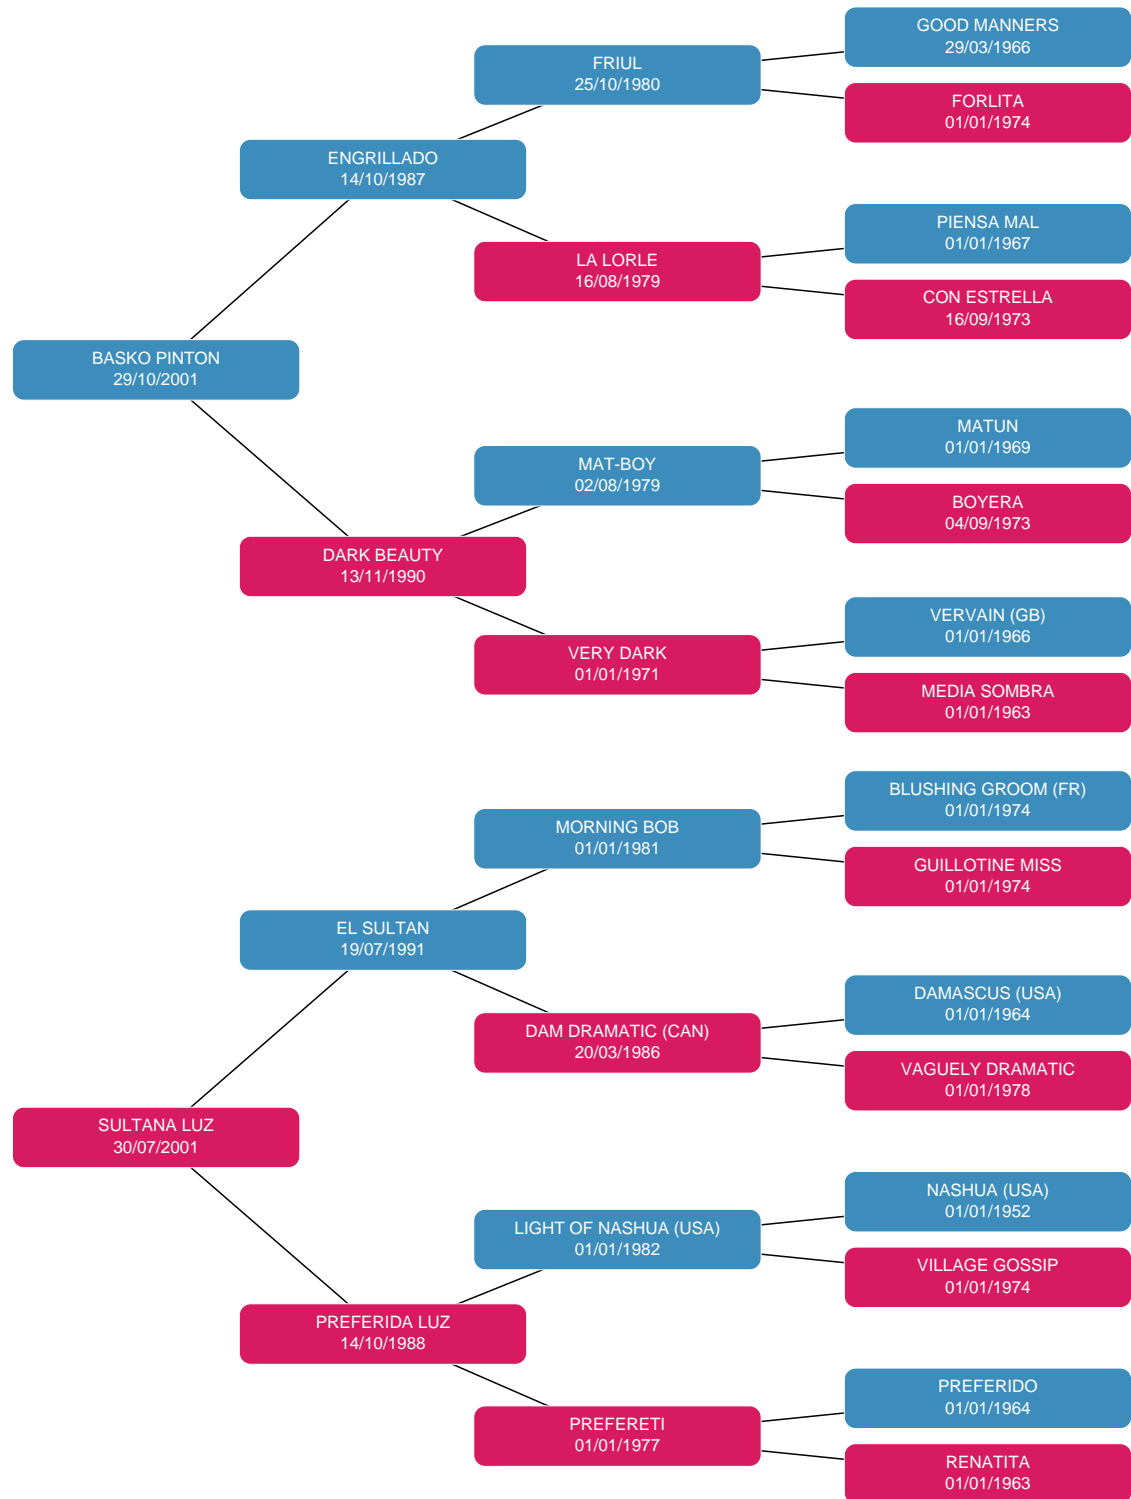 GOOD MANNERS
29/03/1966
FRIUL
25/10/1980
FORLITA
01/01/1974
ENGRILLADO
14/10/1987
PIENSA MAL
01/01/1967
LA LORLE
16/08/1979
CON ESTRELLA
16/09/1973
BASKO PINTON
29/10/2001
MATUN
01/01/1969
MAT-BOY
02/08/1979
BOYERA
04/09/1973
DARK BEAUTY
13/11/1990
VERVAIN (GB)
01/01/1966
VERY DARK
01/01/1971
MEDIA SOMBRA
01/01/1963
BLUSHING GROOM (FR)
01/01/1974
MORNING BOB
01/01/1981
GUILLOTINE MISS
01/01/1974
EL SULTAN
19/07/1991
DAMASCUS (USA)
01/01/1964
DAM DRAMATIC (CAN)
20/03/1986
VAGUELY DRAMATIC
01/01/1978
SULTANA LUZ
30/07/2001
NASHUA (USA)
01/01/1952
LIGHT OF NASHUA (USA)
01/01/1982
VILLAGE GOSSIP
01/01/1974
PREFERIDA LUZ
14/10/1988
PREFERIDO
01/01/1964
PREFERETI
01/01/1977
RENATITA
01/01/1963